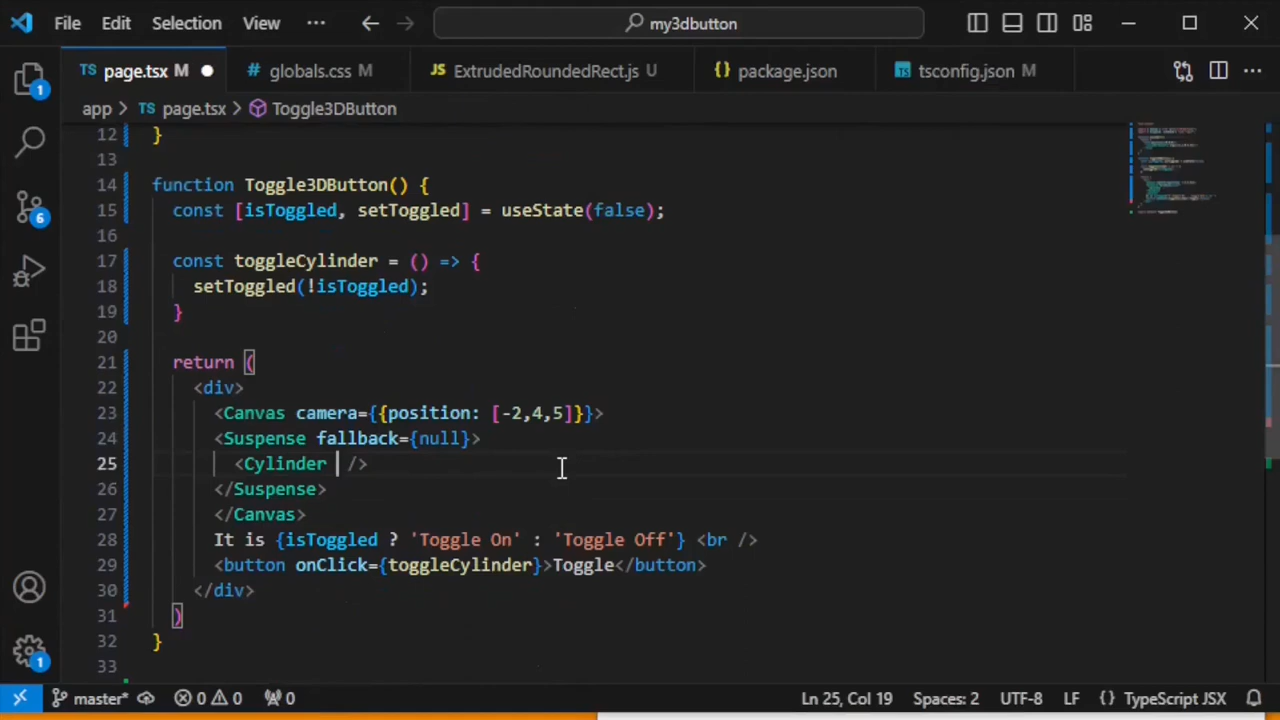 File Edit Selection View ··· my3dbutton
TS page.tsx M # globals.css M JS ExtrudedRoundedRect.js U {} package.json tsconfig.json M ···
app > TS page.tsx > Toggle3DButton
12 }
13
14 function Toggle3DButton() {
15 const [isToggled, setToggled] = useState(false);
16
17 const toggleCylinder = () => {
18 setToggled(!isToggled);
19 }
20
21 return (
22 <div>
23 <Canvas camera={{position: [-2,4,5]}}>
24 <Suspense fallback={null}>
25 <Cylinder />
26 </Suspense>
27 </Canvas>
28 It is {isToggled ? 'Toggle On' : 'Toggle Off'} <br />
29 <button onClick={toggleCylinder}>Toggle</button>
30 </div>
31 )
32 }
33
1
6
1
master* 0 0 0 Ln 25, Col 19 Spaces: 2 UTF-8 LF {} TypeScript JSX